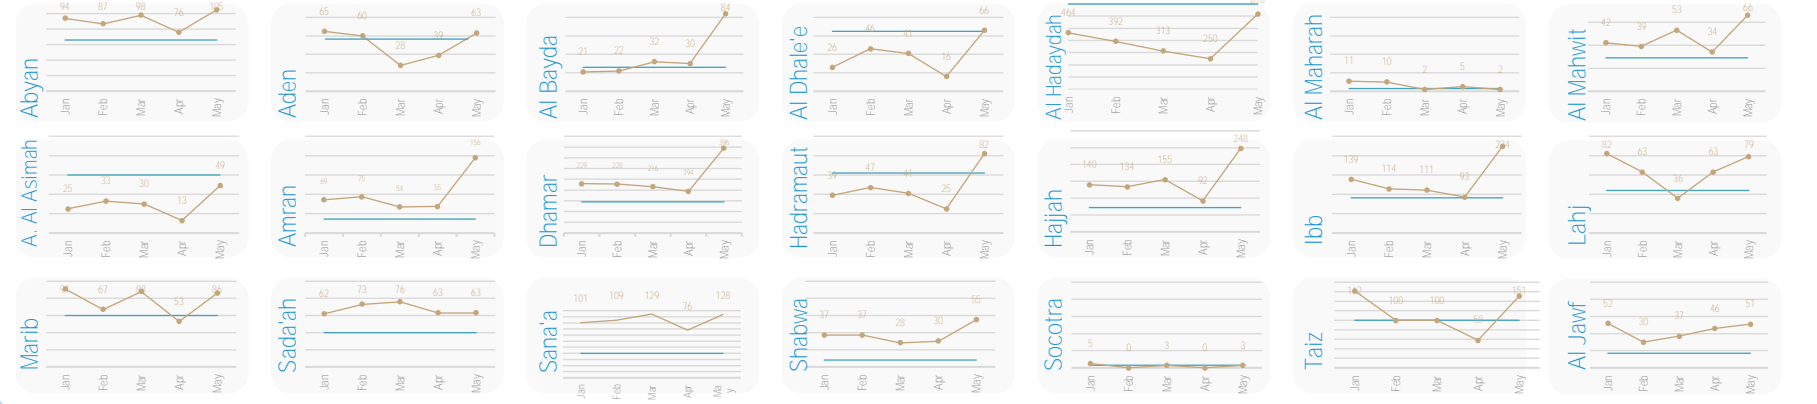 Abyan
94 87 98 76 105
Jan Feb Mar Apr May
Aden
65 60 28 39 63
Jan Feb Mar Apr May
Al Bayda
21 22 32 30 84
Jan Feb Mar Apr May
Al Dhale'e
26 46 41 16 66
Jan Feb Mar Apr May
Al Hadaydah
464 392 313 250
Jan Feb Mar Apr May
Al Maharah
11 10 2 5 2
Jan Feb Mar Apr May
Al Mahwit
42 39 53 34 66
Jan Feb Mar Apr May
A. Al Asimah
25 33 30 13 49
Jan Feb Mar Apr May
Amran
69 75 54 55 156
Jan Feb Mar Apr May
Dhamar
229 228 216 194
Jan Feb Mar Apr May
Hadramaut
39 47 41 25 82
Jan Feb Mar Apr May
Hajjah
140 134 155 92 248
Jan Feb Mar Apr May
Ibb
139 114 111 93
Jan Feb Mar Apr May
Lahj
82 63 36 63 79
Jan Feb Mar Apr May
Marib
67 53 86
Jan Feb Mar Apr May
Sada'ah
62 73 76 63 63
Jan Feb Mar Apr May
Sana'a
101 109 129 76 128
Jan Feb Mar Apr Ma
y
Shabwa
37 37 28 30 55
Jan Feb Mar Apr May
Socotra
5 0 3 0 3
Jan Feb Mar Apr May
Taiz
100 100 58 151
Jan Feb Mar Apr May
Al Jawf
52 30 37 46 51
Jan Feb Mar Apr May